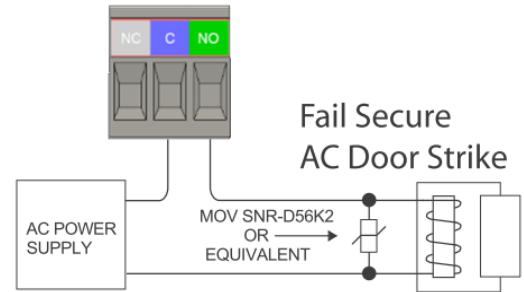 NC C NO
Fail Secure
AC Door Strike
AC POWER
SUPPLY
MOV SNR-D56K2
OR
EQUIVALENT